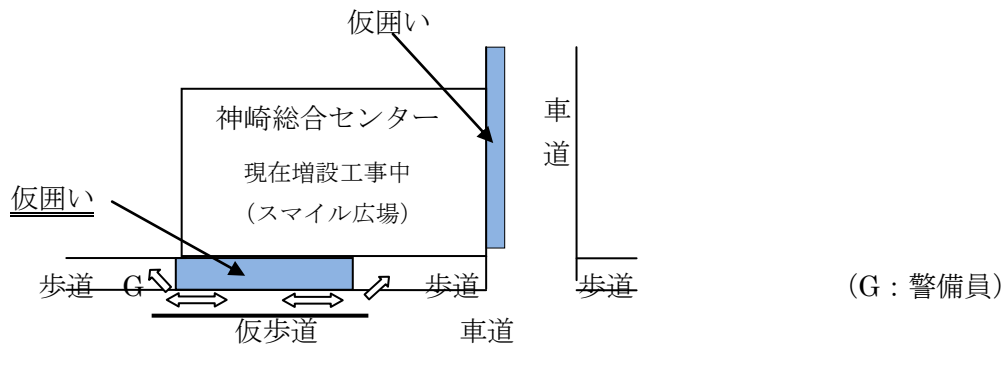 仮囲い
神崎総合センター
現在増設工事中
(スマイル広場)
車道
仮囲い
歩道 G 歩道 歩道 (G:警備員)
仮歩道 車道